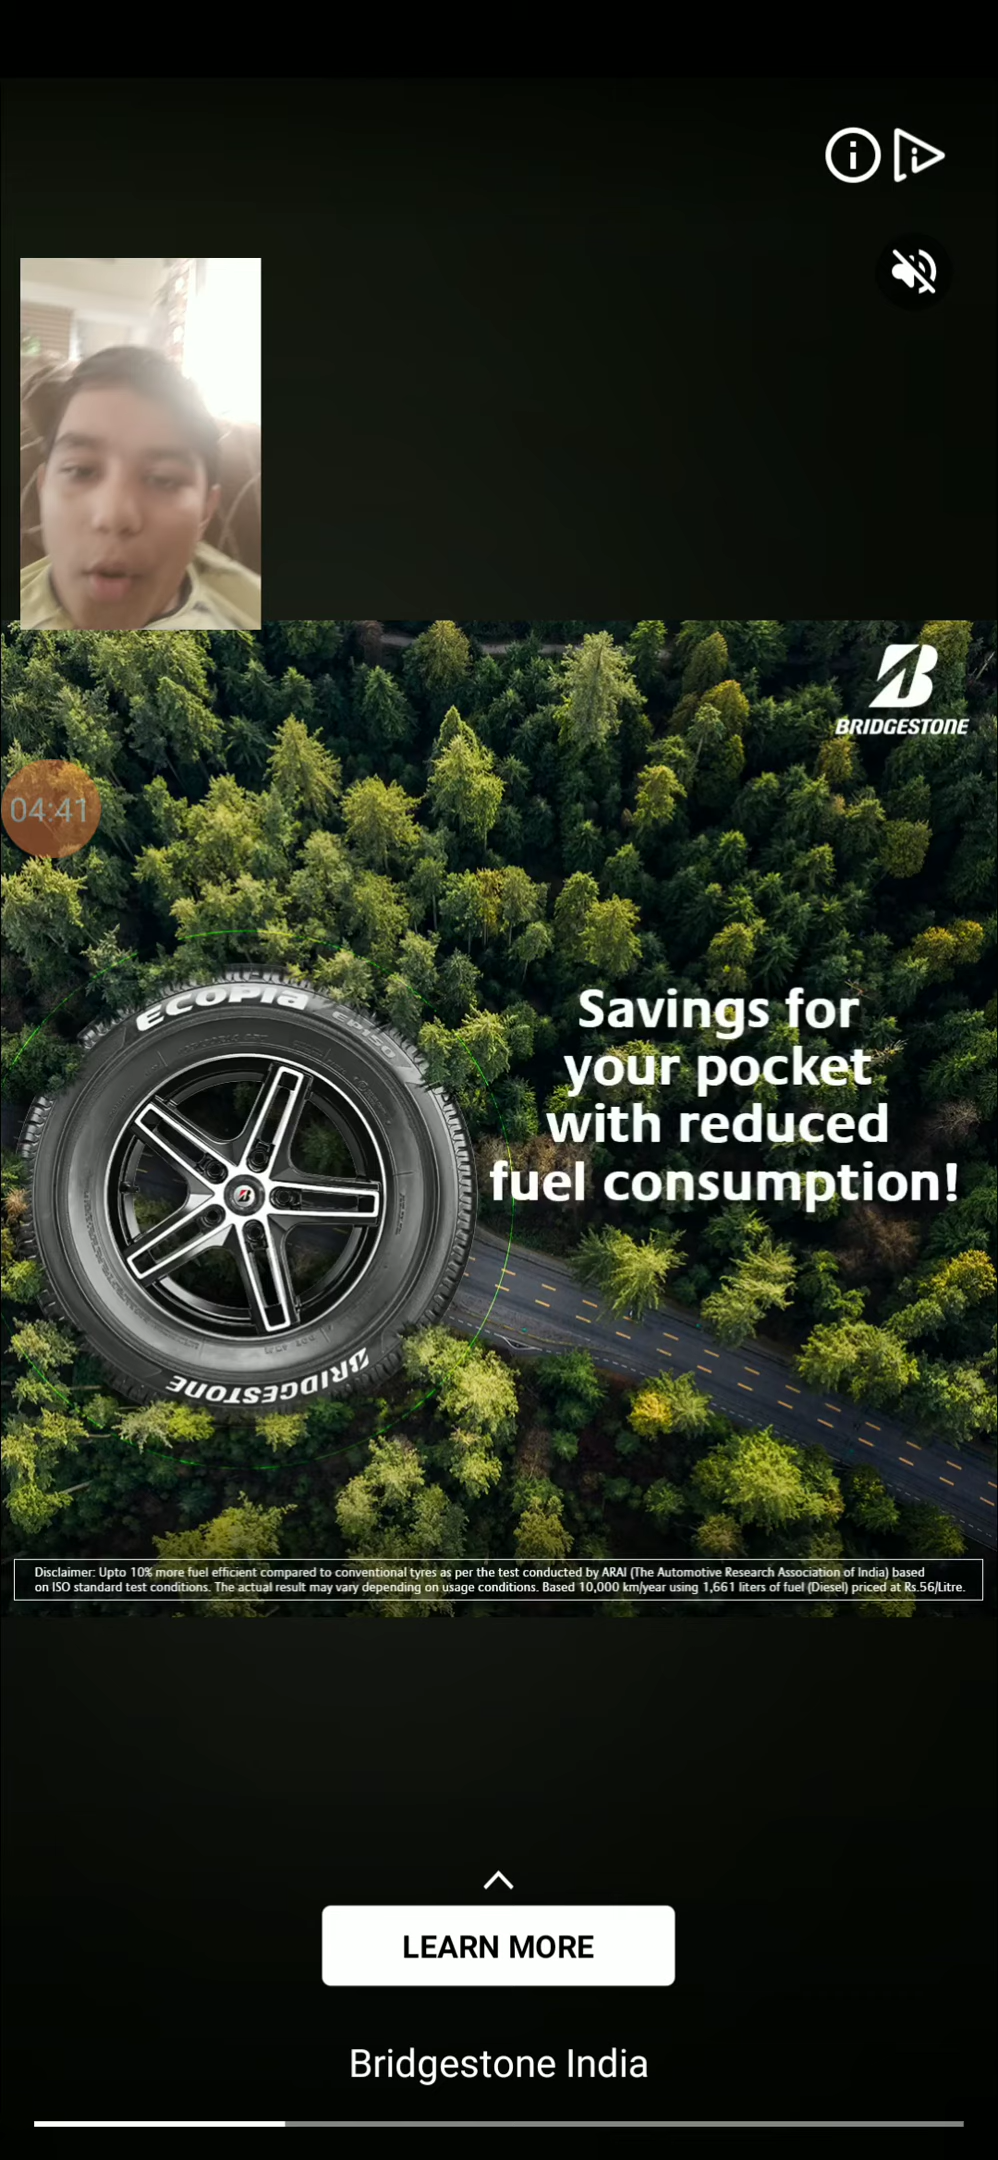 BRIDGESTONE
04:41
ECOPIA EP150
Savings for
your pocket
with reduced
fuel consumption!
BRIDGESTONE
Disclaimer: Upto 10% more fuel efficient compared to conventional tyres as per the test conducted by ARAI (The Automotive Research Association of India) based
on ISO standard test conditions. The actual result may vary depending on usage conditions. Based 10,000 km/year using 1,661 liters of fuel (Diesel) priced at Rs.56/Litre.
LEARN MORE
Bridgestone India